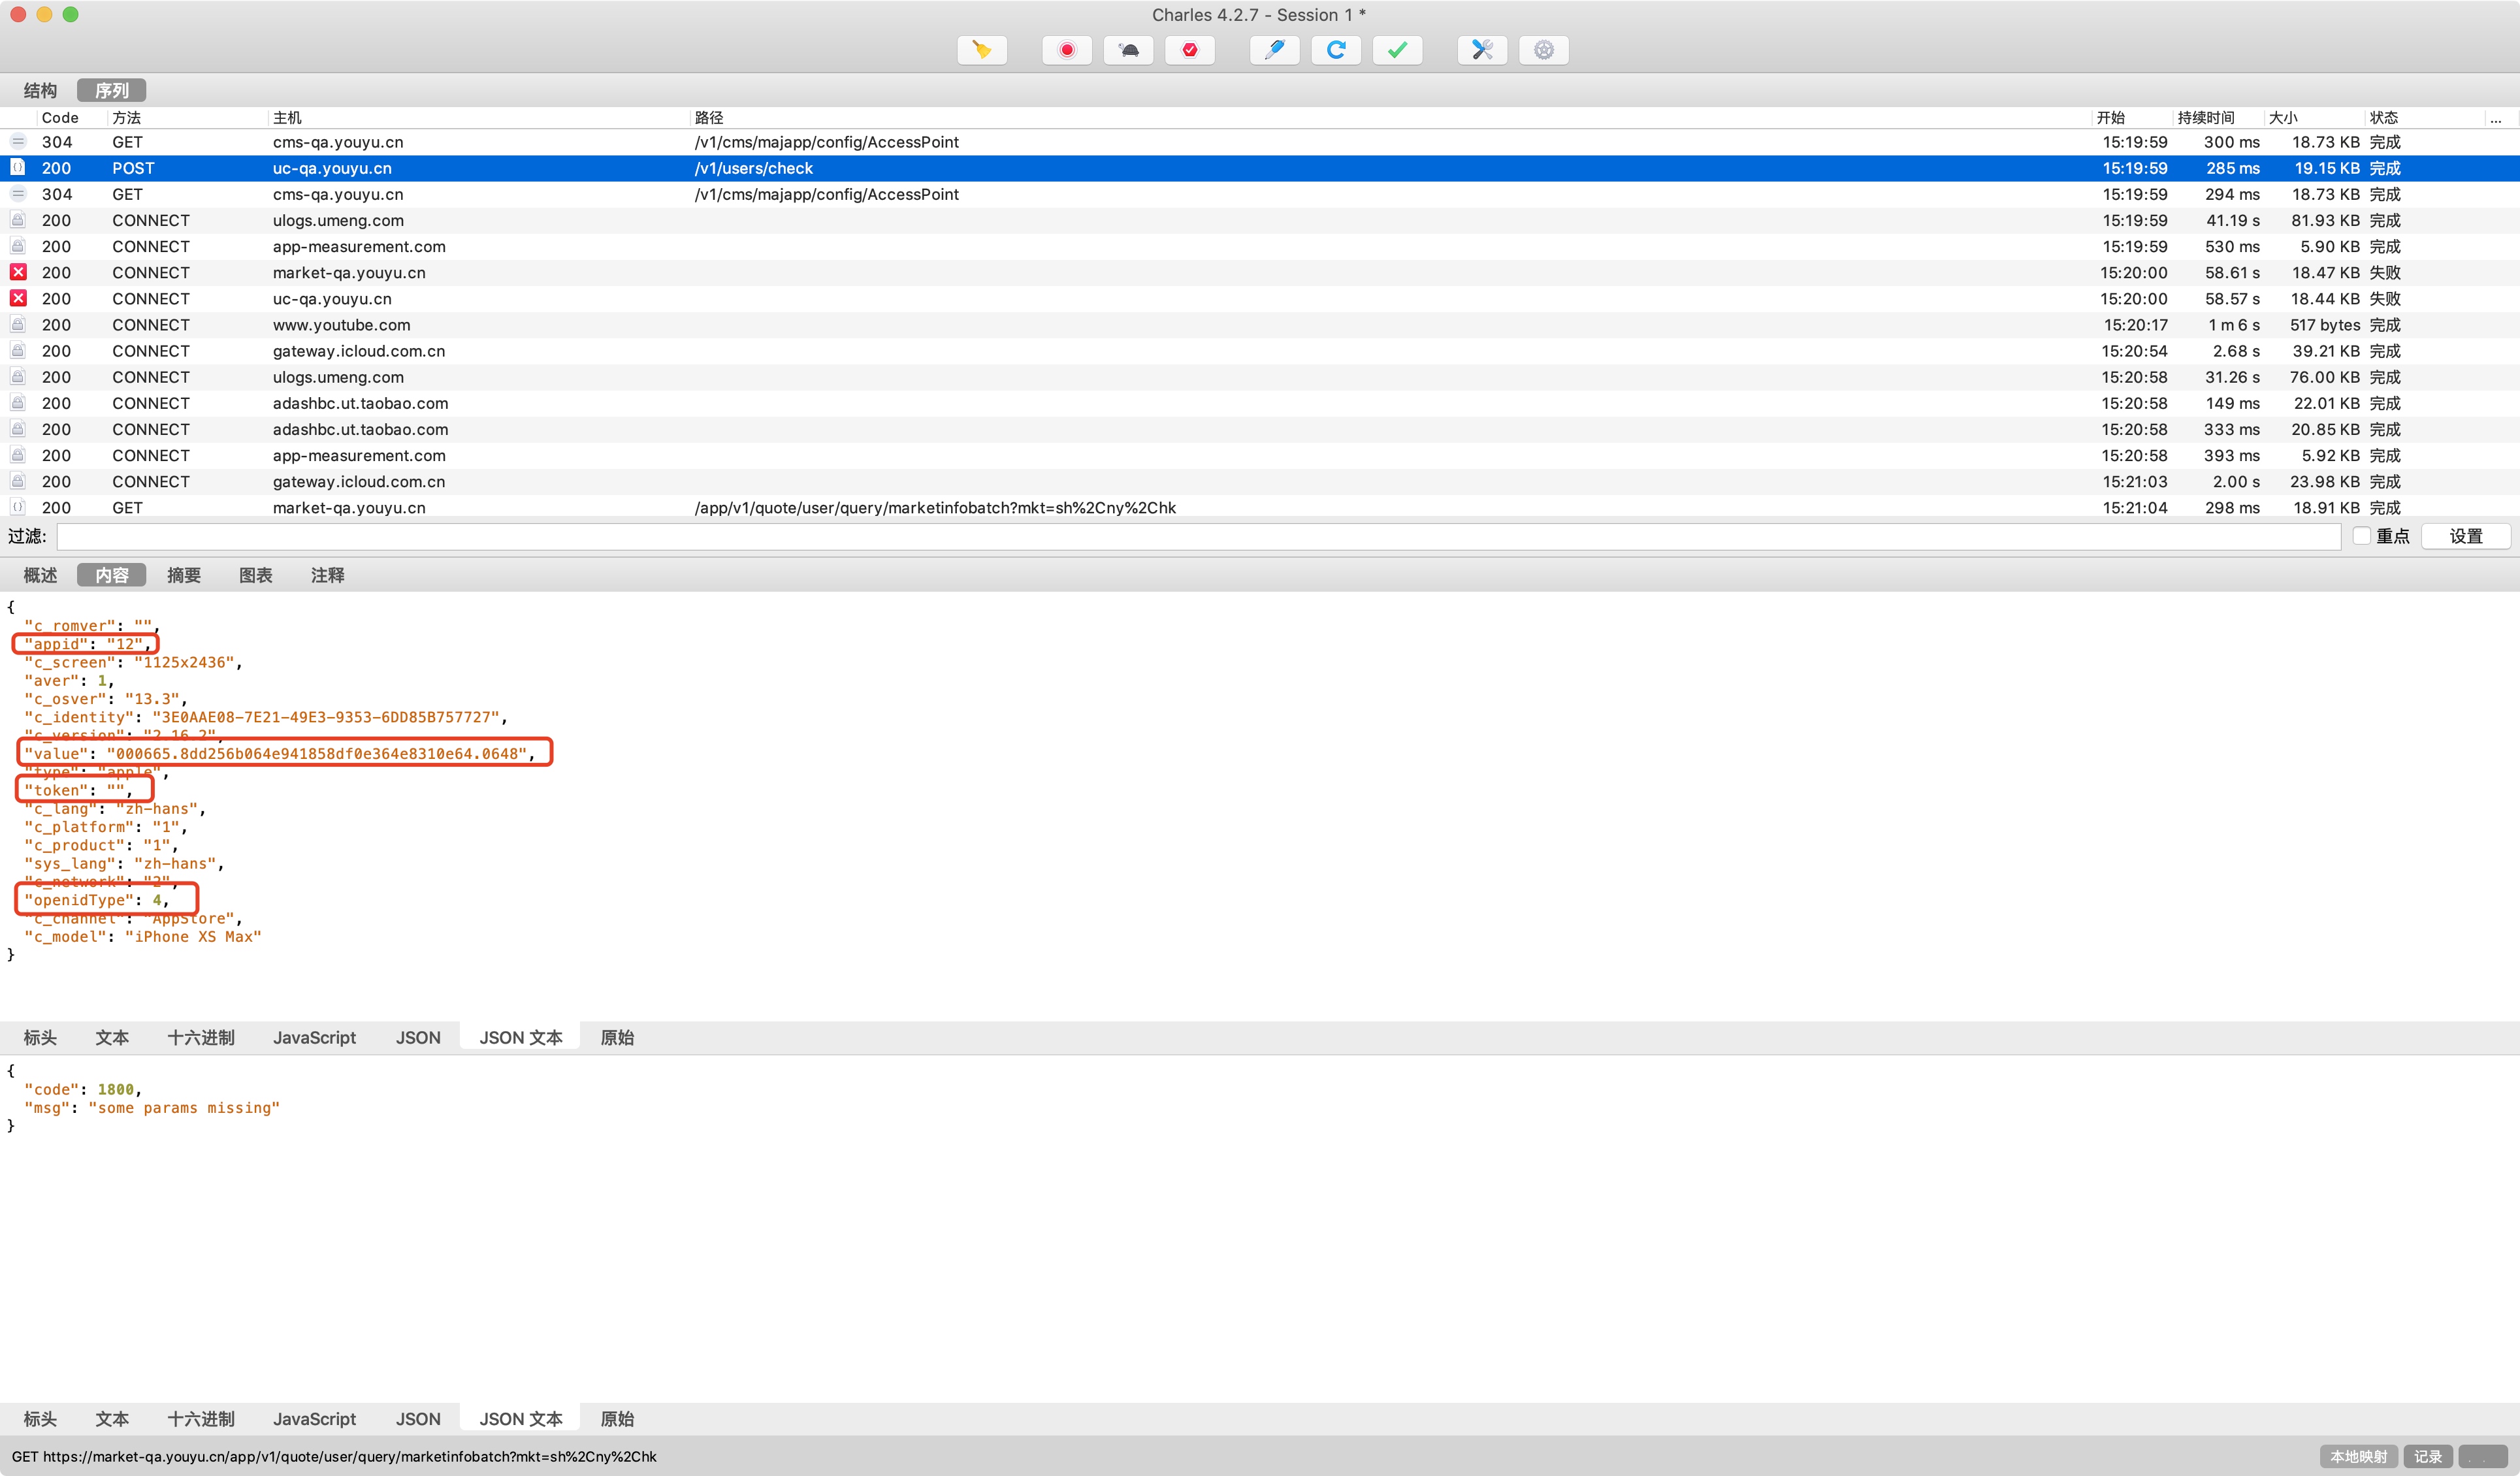 Charles 4.2.7 - Session 1 *
结构 序列
Code 方法 主机 路径 开始 持续时间 大小 状态 ...
304 GET cms-qa.youyu.cn /v1/cms/majapp/config/AccessPoint 15:19:59 300 ms 18.73 KB 完成
200 POST uc-qa.youyu.cn /v1/users/check 15:19:59 285 ms 19.15 KB 完成
304 GET cms-qa.youyu.cn /v1/cms/majapp/config/AccessPoint 15:19:59 294 ms 18.73 KB 完成
200 CONNECT ulogs.umeng.com 15:19:59 41.19 s 81.93 KB 完成
200 CONNECT app-measurement.com 15:19:59 530 ms 5.90 KB 完成
200 CONNECT market-qa.youyu.cn 15:20:00 58.61 s 18.47 KB 失败
200 CONNECT uc-qa.youyu.cn 15:20:00 58.57 s 18.44 KB 失败
200 CONNECT www.youtube.com 15:20:17 1 m 6 s 517 bytes 完成
200 CONNECT gateway.icloud.com.cn 15:20:54 2.68 s 39.21 KB 完成
200 CONNECT ulogs.umeng.com 15:20:58 31.26 s 76.00 KB 完成
200 CONNECT adashbc.ut.taobao.com 15:20:58 149 ms 22.01 KB 完成
200 CONNECT adashbc.ut.taobao.com 15:20:58 333 ms 20.85 KB 完成
200 CONNECT app-measurement.com 15:20:58 393 ms 5.92 KB 完成
200 CONNECT gateway.icloud.com.cn 15:21:03 2.00 s 23.98 KB 完成
200 GET market-qa.youyu.cn /app/v1/quote/user/query/marketinfobatch?mkt=sh%2Cny%2Chk 15:21:04 298 ms 18.91 KB 完成
过滤: 重点 设置
概述 内容 摘要 图表 注释
{
"c_romver": "",
"appid": "12",
"c_screen": "1125x2436",
"aver": 1,
"c_osver": "13.3",
"c_identity": "3E0AAE08-7E21-49E3-9353-6DD85B757727",
"c_version": "2.16.2",
"value": "000665.8dd256b064e941858df0e364e8310e64.0648",
"type": "apple",
"token": "",
"c_lang": "zh-hans",
"c_platform": "1",
"c_product": "1",
"sys_lang": "zh-hans",
"c_network": "2",
"openidType": 4,
"c_channel": "AppStore",
"c_model": "iPhone XS Max"
}
标头 文本 十六进制 JavaScript JSON JSON 文本 原始
{
"code": 1800,
"msg": "some params missing"
}
标头 文本 十六进制 JavaScript JSON JSON 文本 原始
GET https://market-qa.youyu.cn/app/v1/quote/user/query/marketinfobatch?mkt=sh%2Cny%2Chk 本地映射 记录